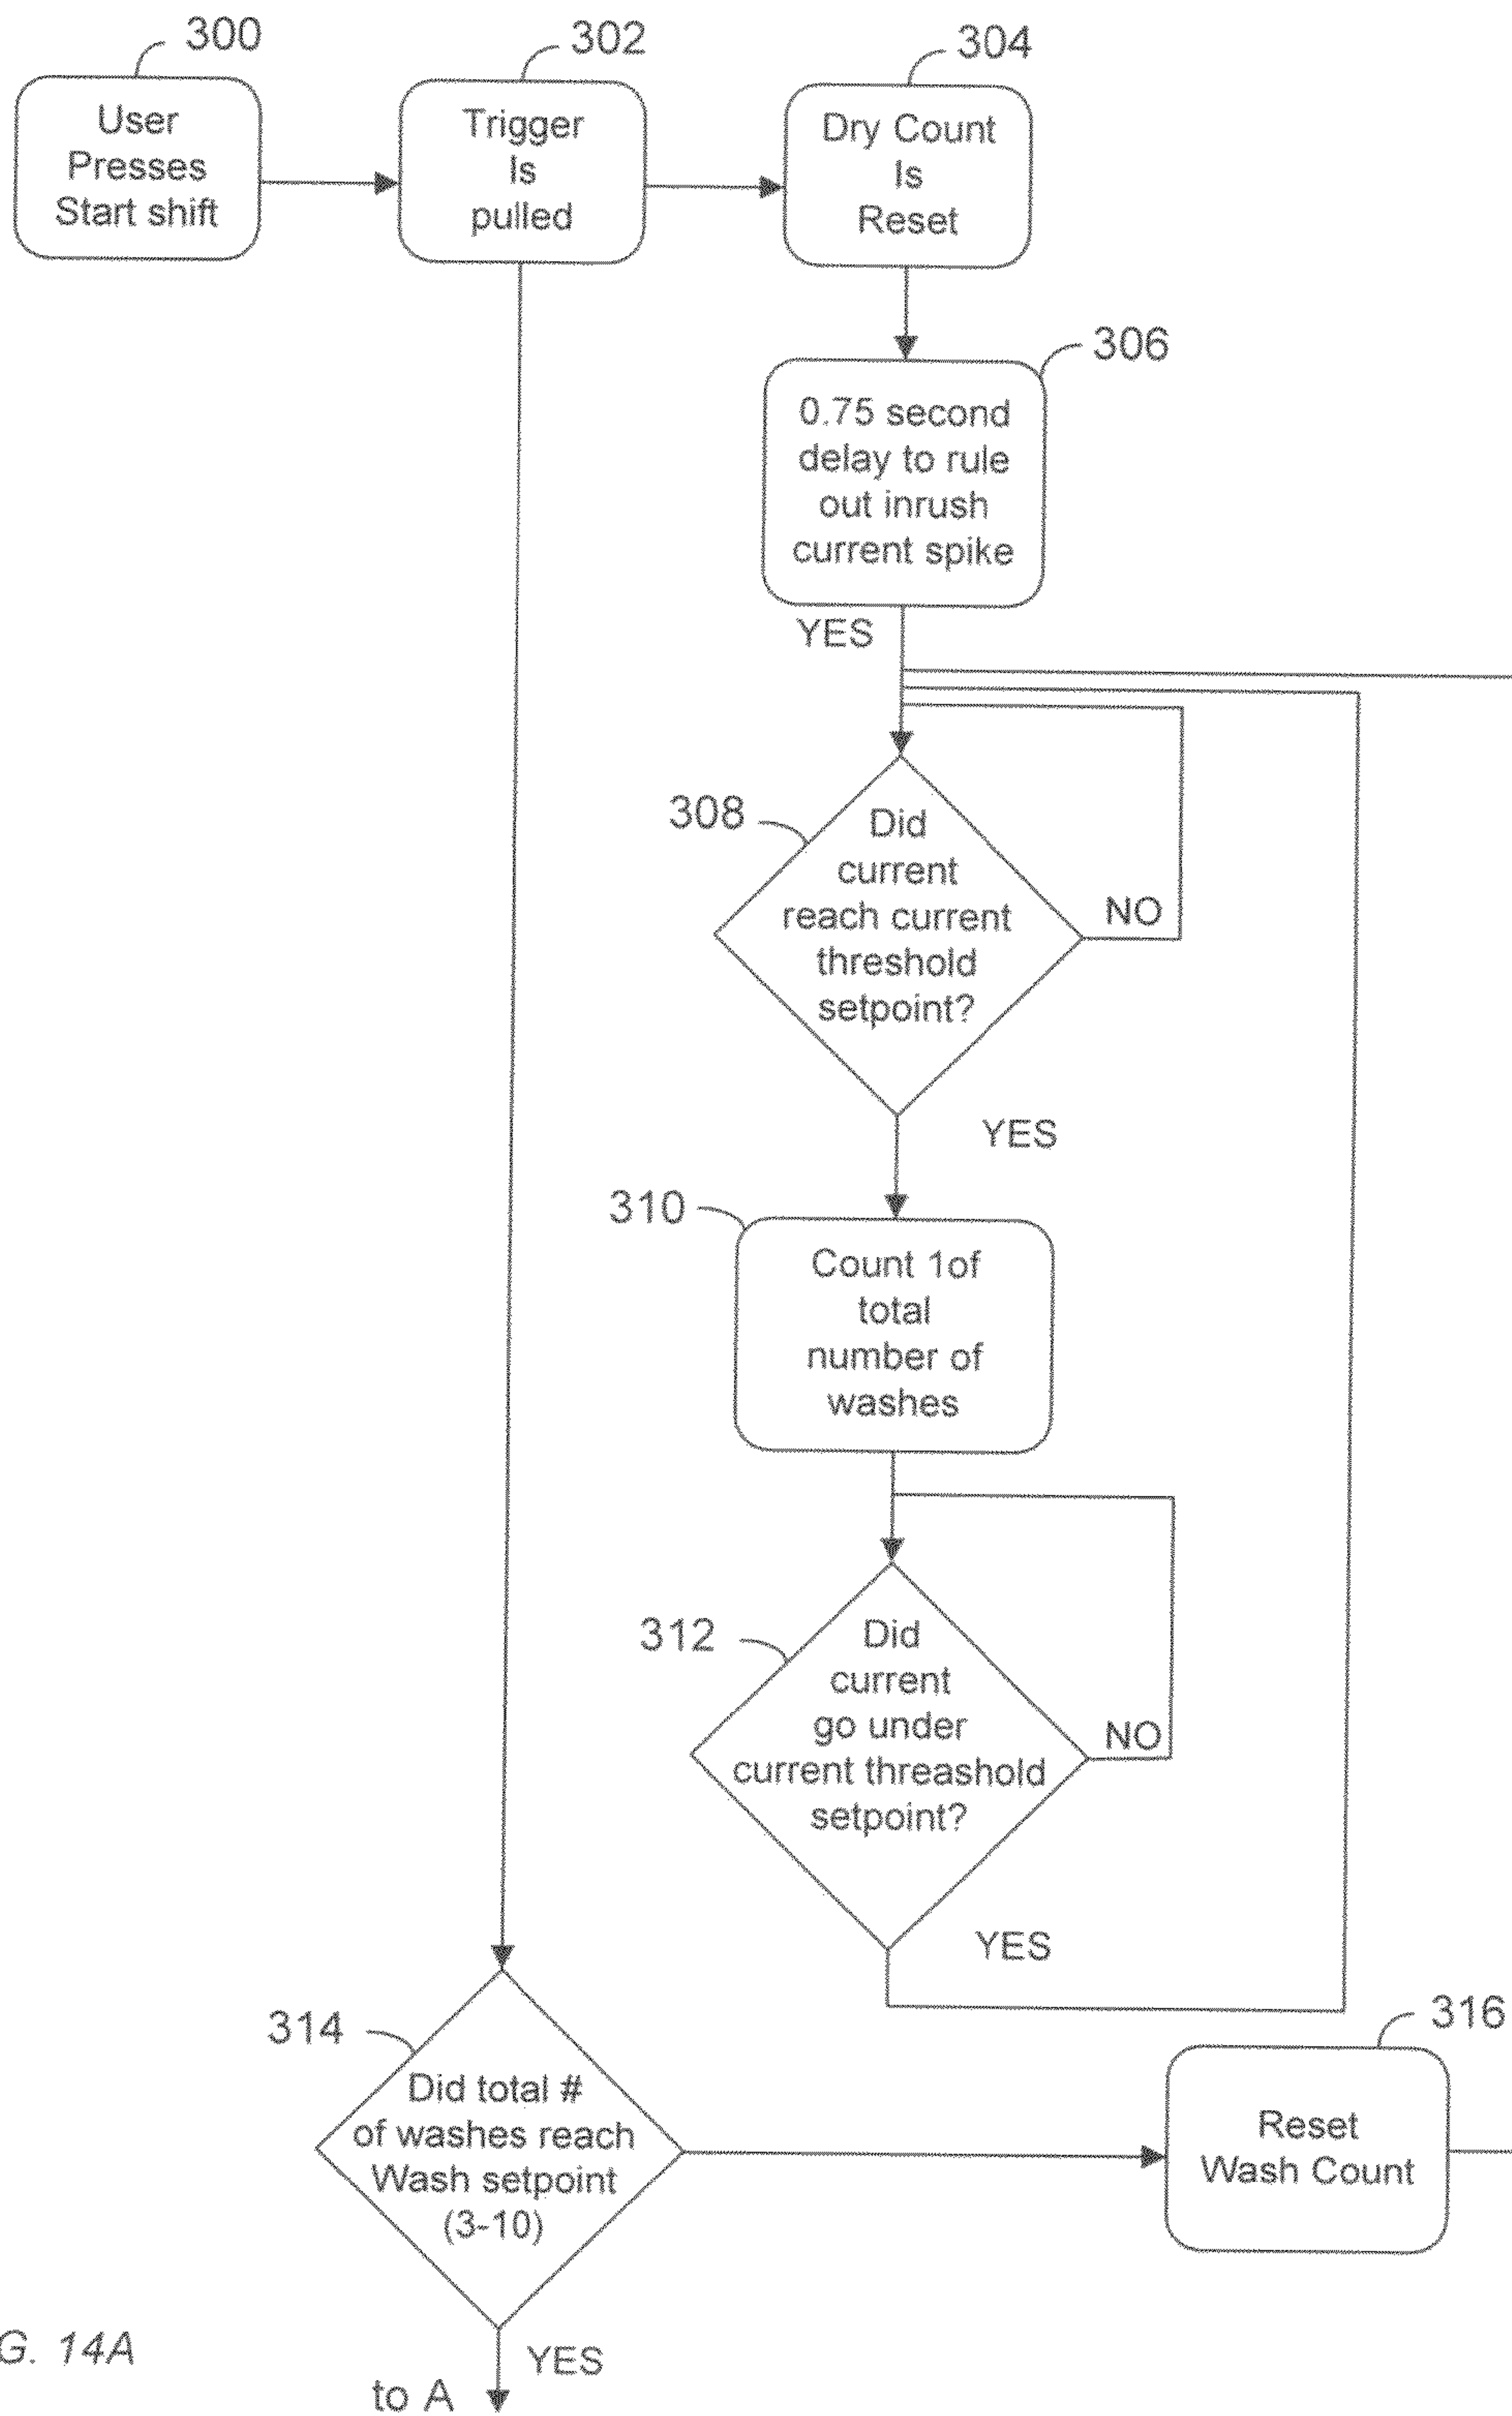 300
User
Presses
Start shift
302
Trigger
Is
pulled
304
Dry Count
Is
Reset
306
0.75 second
delay to rule
out inrush
current spike
YES
308
Did
current
reach current
threshold
setpoint?
NO
YES
310
Count 1of
total
number of
washes
312
Did
current
go under
current threashold
setpoint?
NO
YES
314
Did total #
of washes reach
Wash setpoint
(3-10)
316
Reset
Wash Count
YES
to A
G. 14A